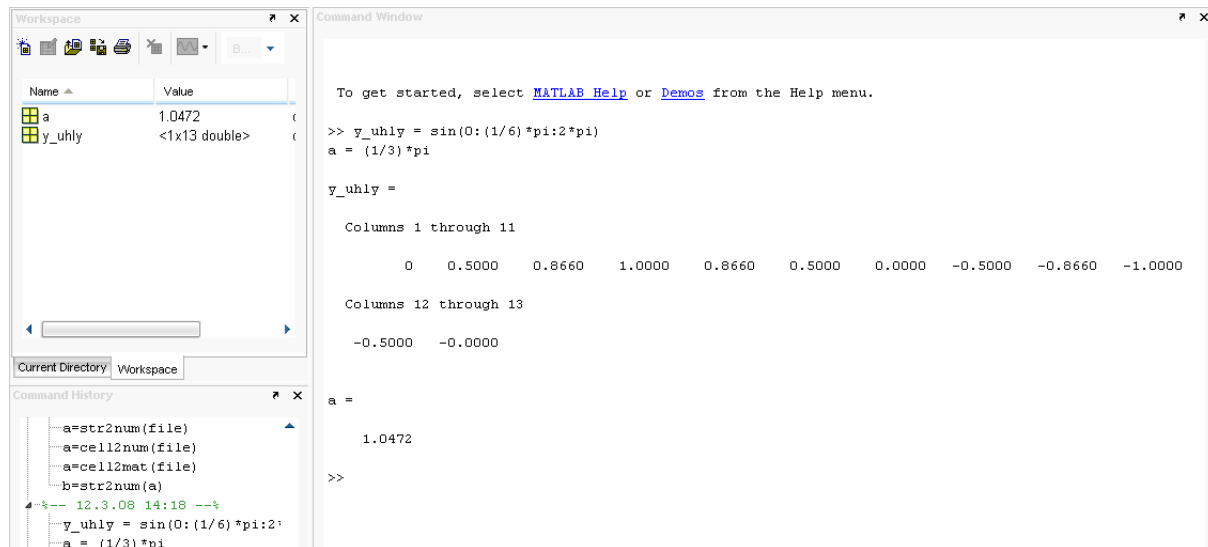 Workspace
B...
Name Value
a 1.0472
y_uhly <1x13 double>
Current Directory Workspace
Command History
a=str2num(file)
a=cell2num(file)
a=cell2mat(file)
b=str2num(a)
%-- 12.3.08 14:18 --%
y_uhly = sin(0:(1/6)*pi:2
a = (1/3)*pi
Command Window
To get started, select MATLAB Help or Demos from the Help menu.
>> y_uhly = sin(0:(1/6)*pi:2*pi)
a = (1/3)*pi
y_uhly =
Columns 1 through 11
0 0.5000 0.8660 1.0000 0.8660 0.5000 0.0000 -0.5000 -0.8660 -1.0000
Columns 12 through 13
-0.5000 -0.0000
a =
1.0472
>>